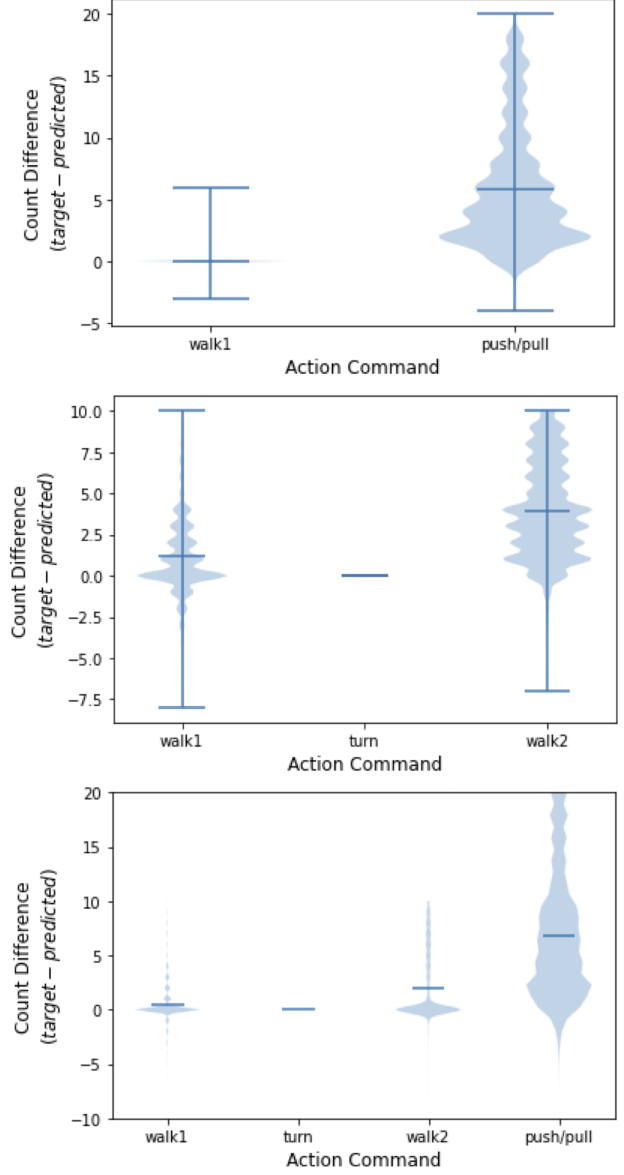 20
15
10
5
0
−5
Count Difference
(target − predicted)
walk1 push/pull
Action Command
10.0
7.5
5.0
2.5
0.0
−2.5
−5.0
−7.5
Count Difference
(target − predicted)
walk1 turn walk2
Action Command
20
15
10
5
0
−5
−10
Count Difference
(target − predicted)
walk1 turn walk2 push/pull
Action Command